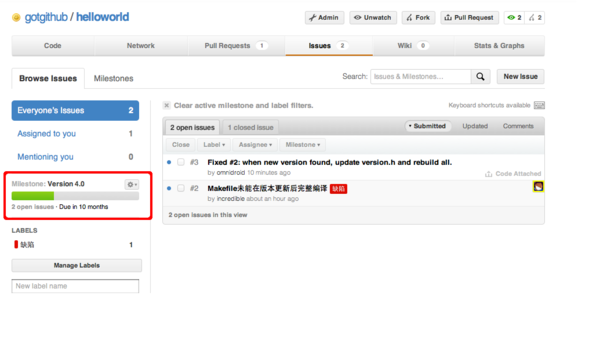 gotgithub / helloworld
Admin Unwatch Fork Pull Request 2 2
Code Network Pull Requests 1 Issues 2 Wiki 0 Stats & Graphs
Browse Issues Milestones
Search: Issues & Milestones... New Issue
Everyone's Issues 2
Assigned to you 1
Mentioning you 0
Milestone: Version 4.0
2 open issues · Due in 10 months
LABELS
缺陷 1
Manage Labels
New label name
Clear active milestone and label filters.
Keyboard shortcuts available
2 open issues 1 closed issue
Submitted Updated Comments
Close Label Assignee Milestone
#3 Fixed #2: when new version found, update version.h and rebuild all.
by omnidroid 10 minutes ago
Code Attached
#2 Makefile未能在版本更新后完整编译 缺陷
by incredible about an hour ago
2 open issues in this view